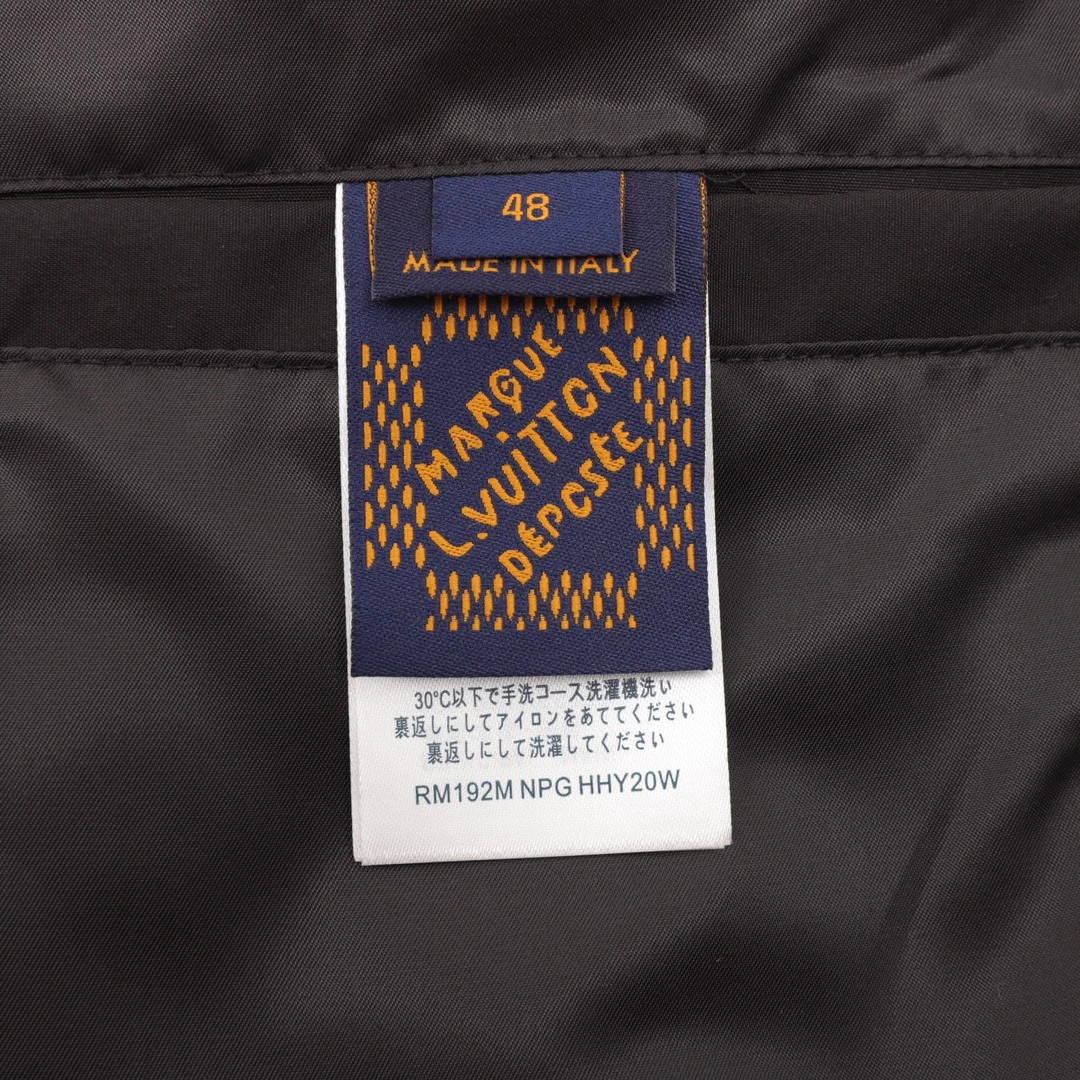 48
MADE IN ITALY
MARQUE
L.VUITTON
DÉPOSÉE
30°C以下で手洗コース洗濯機洗い
裏返しにしてアイロンをあててください
裏返しにして洗濯してください
RM192M NPG HHY20W